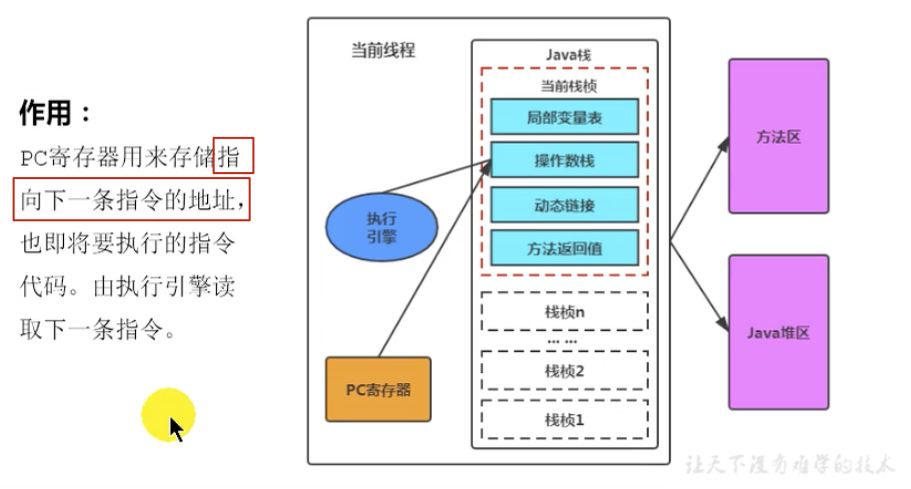 作用：
PC寄存器用来存储指
向下一条指令的地址，
也即将要执行的指令
代码。由执行引擎读
取下一条指令。
当前线程
Java栈
当前栈桢
局部变量表
操作数栈
动态链接
方法返回值
执行
引擎
PC寄存器
栈桢n
... ...
栈桢2
栈桢1
方法区
Java堆区
让天下没有难学的技术